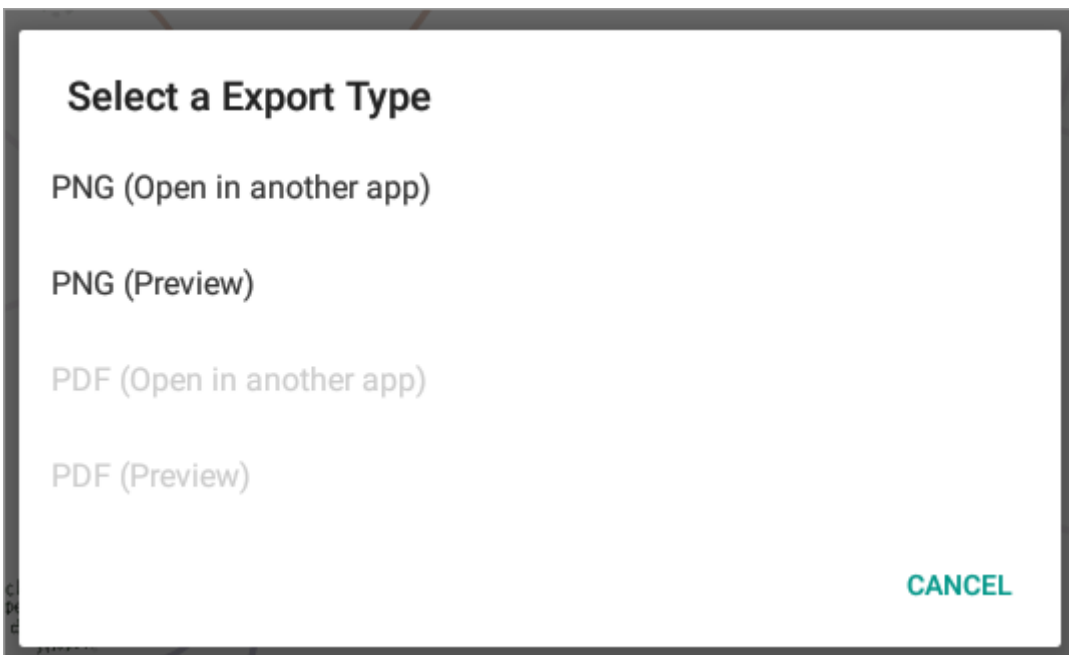 Select a Export Type
PNG (Open in another app)
PNG (Preview)
PDF (Open in another app)
PDF (Preview)
CANCEL